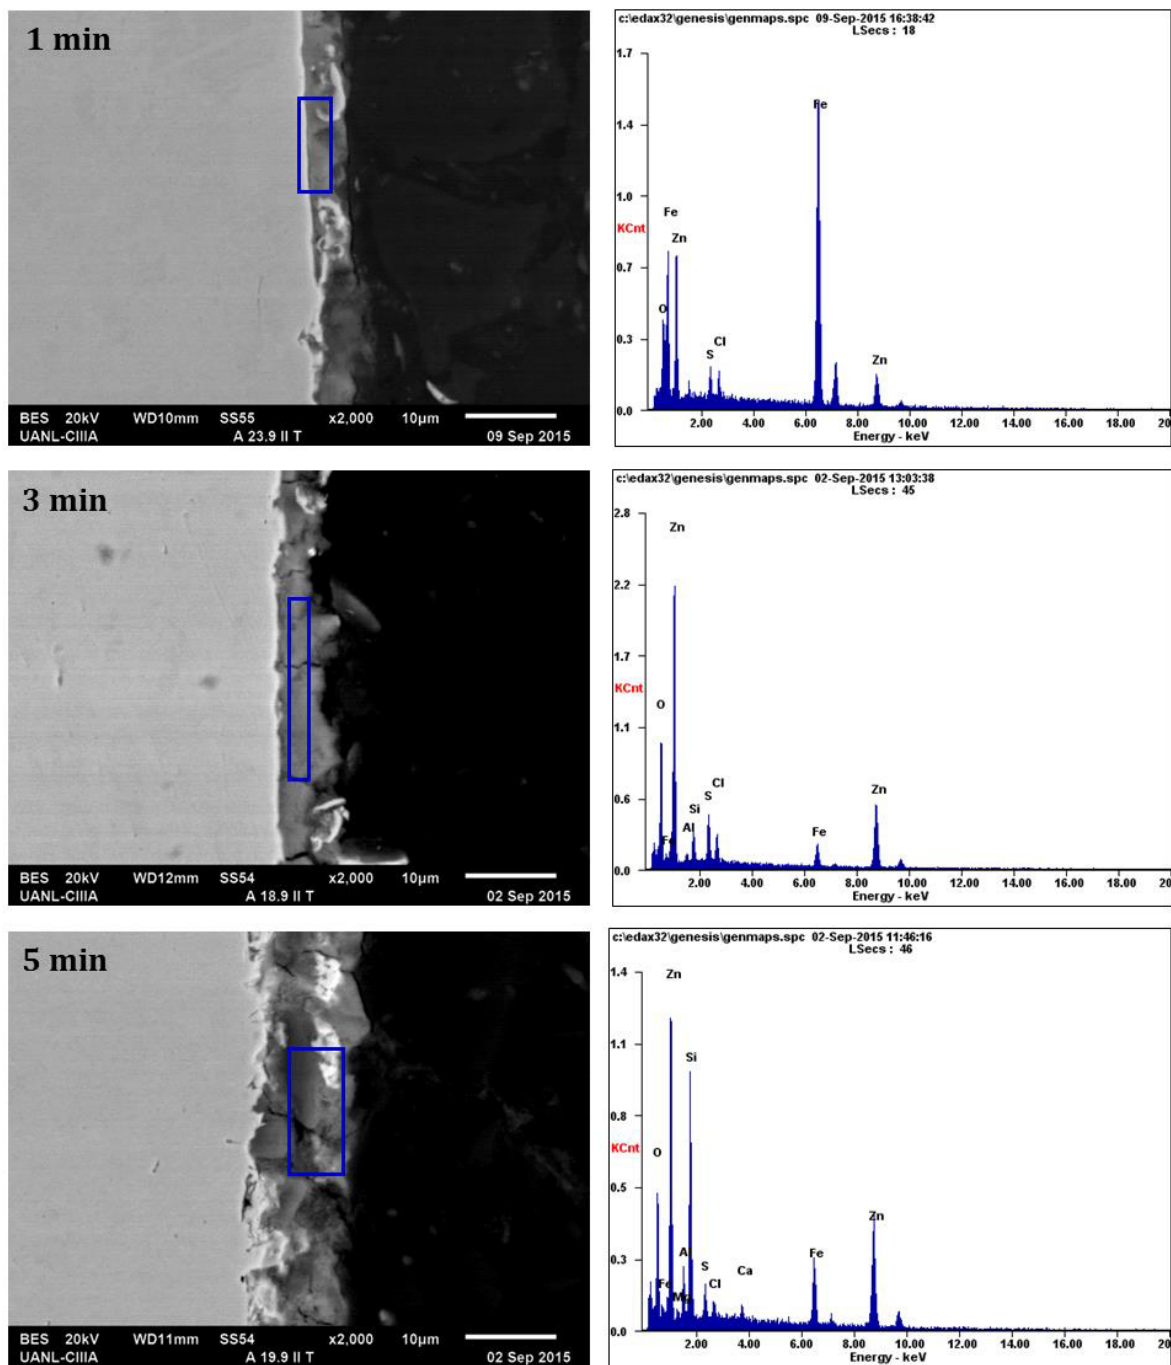 1 min
BES 20kV WD10mm SS55 x2,000 10µm
UANL-CIIIA A 23.9 II T 09 Sep 2015
c:\edax32\genesis\genmaps.spc 09-Sep-2015 16:38:42
LSecs : 18
1.7
1.4
1.0
0.7
0.3
0.0
KCnt
Fe
Fe
Zn
O
S
Cl
Zn
2.00 4.00 6.00 8.00 10.00 12.00 14.00 16.00 18.00 20
Energy - keV
3 min
BES 20kV WD12mm SS54 x2,000 10µm
UANL-CIIIA A 18.9 II T 02 Sep 2015
c:\edax32\genesis\genmaps.spc 02-Sep-2015 13:03:38
LSecs : 45
2.8
2.2
1.7
1.1
0.6
0.0
KCnt
Zn
O
Fe
Al
Si
S
Cl
Fe
Zn
2.00 4.00 6.00 8.00 10.00 12.00 14.00 16.00 18.00 20
Energy - keV
5 min
BES 20kV WD11mm SS54 x2,000 10µm
UANL-CIIIA A 19.9 II T 02 Sep 2015
c:\edax32\genesis\genmaps.spc 02-Sep-2015 11:46:16
LSecs : 46
1.4
1.1
0.8
0.5
0.3
0.0
KCnt
Zn
Si
O
Fe
Mg
Al
S
Cl
Ca
Fe
Zn
2.00 4.00 6.00 8.00 10.00 12.00 14.00 16.00 18.00 20
Energy - keV